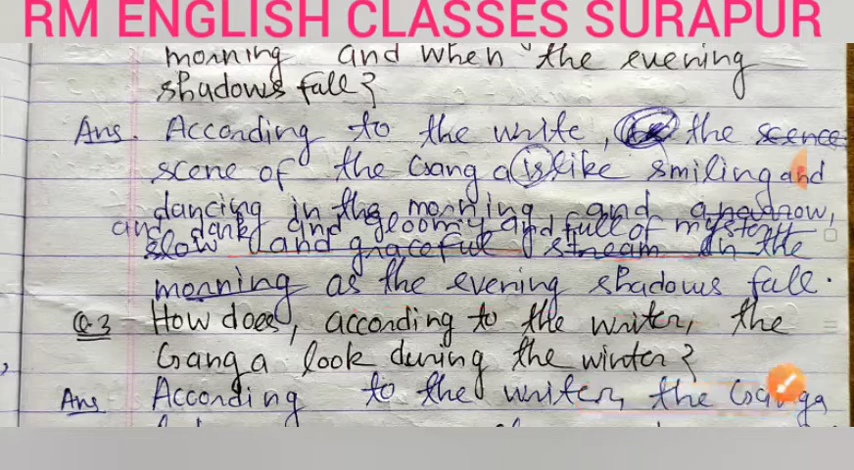 RM ENGLISH CLASSES SURAPUR
morning and when the evening
shadows fall?
Ans. According to the write, the scence
scene of the Ganga is like smiling and
dancing in the morning and a narrow,
and dank and gloomy and full of mystery
slow and graceful stream in the
morning as the evening shadows fall.
Q.3 How does, according to the writer, the
Ganga look during the winter?
Ans According to the writer, the Ganga